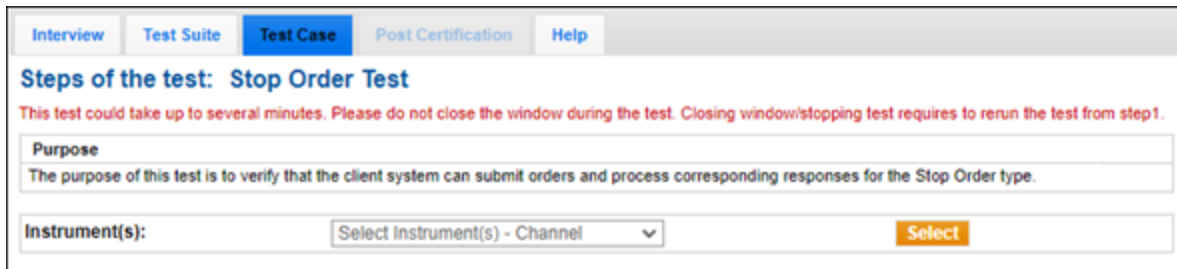 Interview Test Suite Test Case Post Certification Help
Steps of the test: Stop Order Test
This test could take up to several minutes. Please do not close the window during the test. Closing window/stopping test requires to rerun the test from step1.
Purpose
The purpose of this test is to verify that the client system can submit orders and process corresponding responses for the Stop Order type.
Instrument(s): Select Instrument(s) - Channel Select